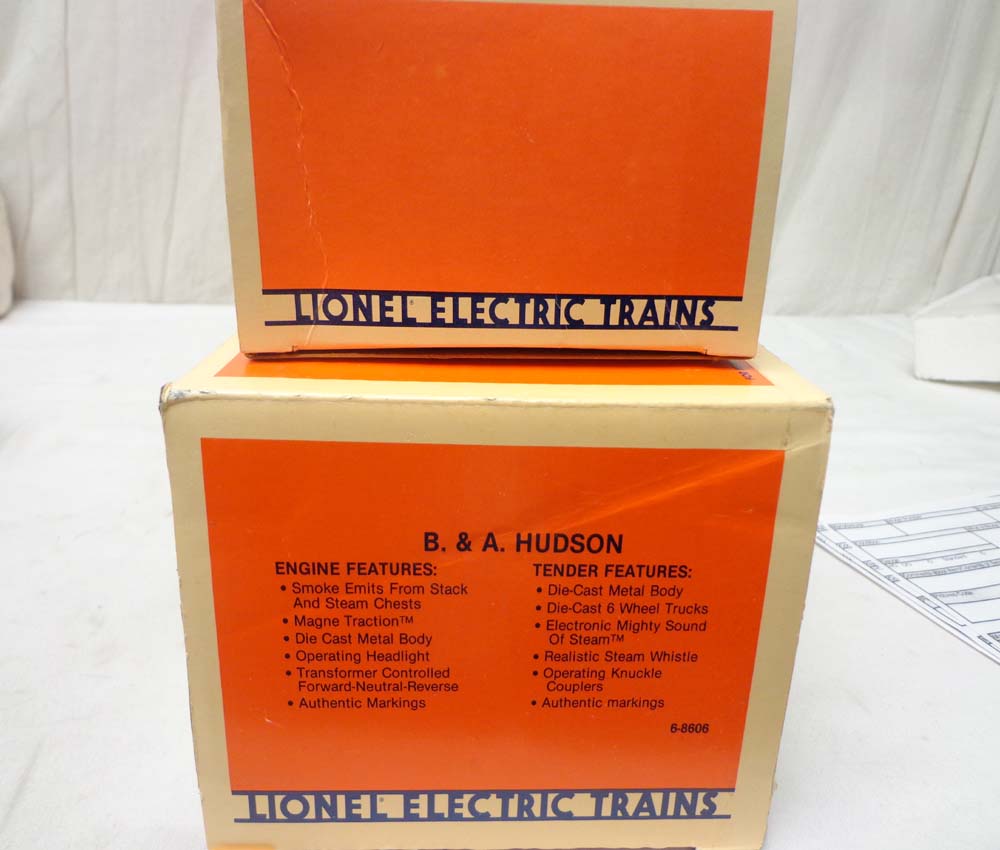 LIONEL® ELECTRIC TRAINS
B. & A. HUDSON
ENGINE FEATURES:
• Smoke Emits From Stack
And Steam Chests
• Magne Traction™
• Die Cast Metal Body
• Operating Headlight
• Transformer Controlled
Forward-Neutral-Reverse
• Authentic Markings
TENDER FEATURES:
• Die-Cast Metal Body
• Die-Cast 6 Wheel Trucks
• Electronic Mighty Sound
Of Steam™
• Realistic Steam Whistle
• Operating Knuckle
Couplers
• Authentic markings
6-8606
LIONEL® ELECTRIC TRAINS